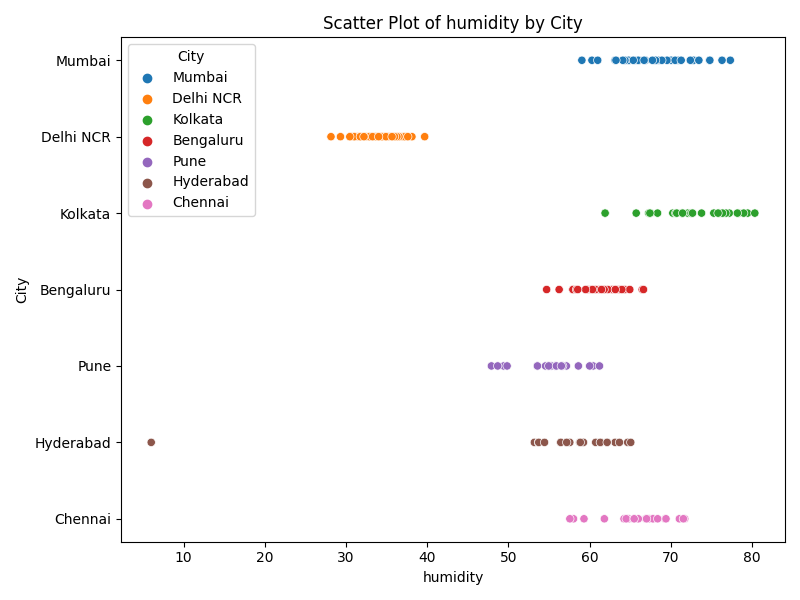 Scatter Plot of humidity by City
City
Mumbai
Delhi NCR
Kolkata
Bengaluru
Pune
Hyderabad
Chennai
City
Mumbai
Delhi NCR
Kolkata
Bengaluru
Pune
Hyderabad
Chennai
10 20 30 40 50 60 70 80
humidity